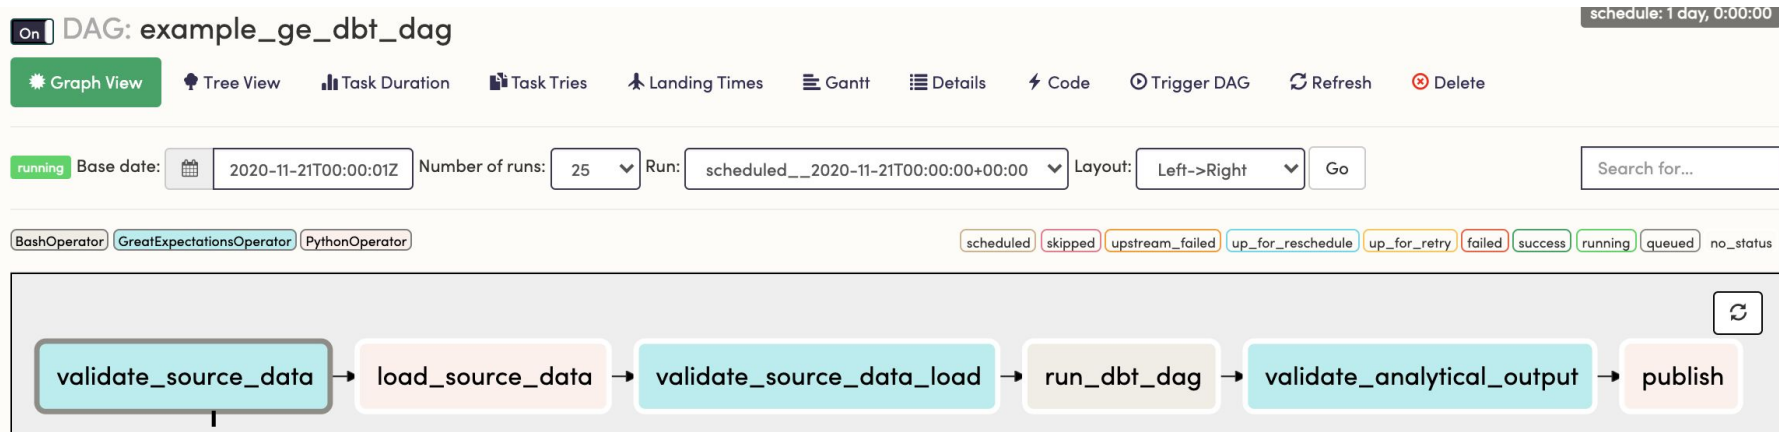 schedule: 1 day, 0:00:00
On DAG: example_ge_dbt_dag
Graph View Tree View Task Duration Task Tries Landing Times Gantt Details Code Trigger DAG Refresh Delete
running Base date: 2020-11-21T00:00:01Z Number of runs: 25 Run: scheduled__2020-11-21T00:00:00+00:00 Layout: Left->Right Go Search for...
BashOperator GreatExpectationsOperator PythonOperator scheduled skipped upstream_failed up_for_reschedule up_for_retry failed success running queued no_status
validate_source_data load_source_data validate_source_data_load run_dbt_dag validate_analytical_output publish